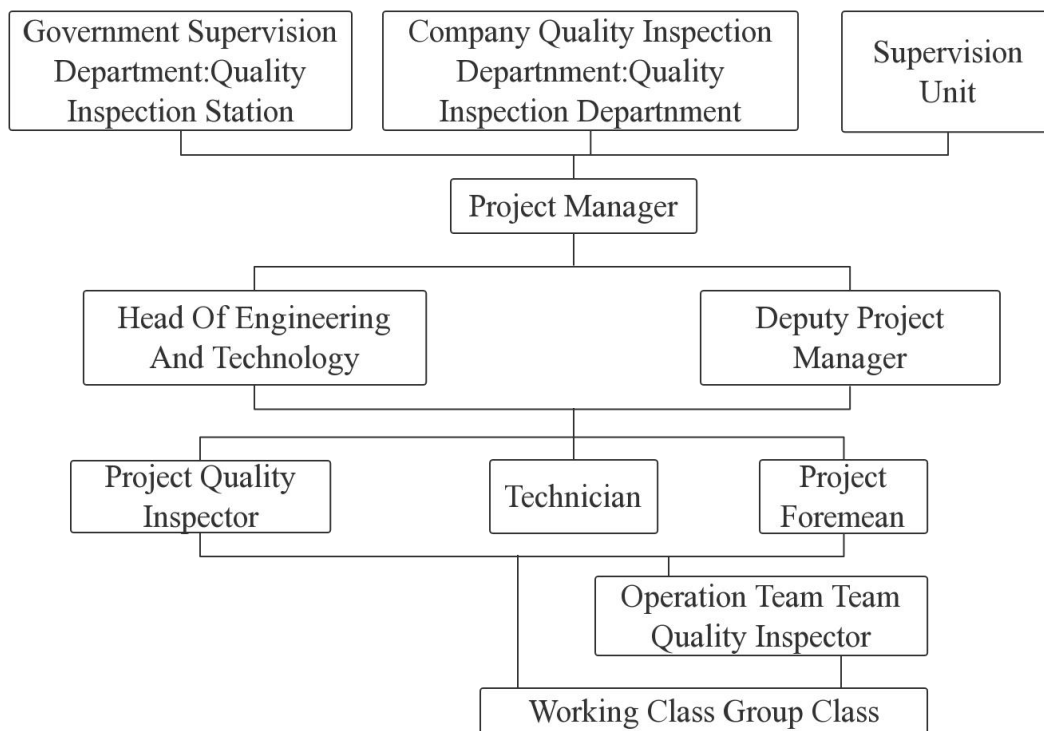 Government Supervision
Department:Quality
Inspection Station
Company Quality Inspection
Departnment:Quality
Inspection Departnment
Supervision
Unit
Project Manager
Head Of Engineering
And Technology
Deputy Project
Manager
Project Quality
Inspector
Technician
Project
Foremean
Operation Team Team
Quality Inspector
Working Class Group Class